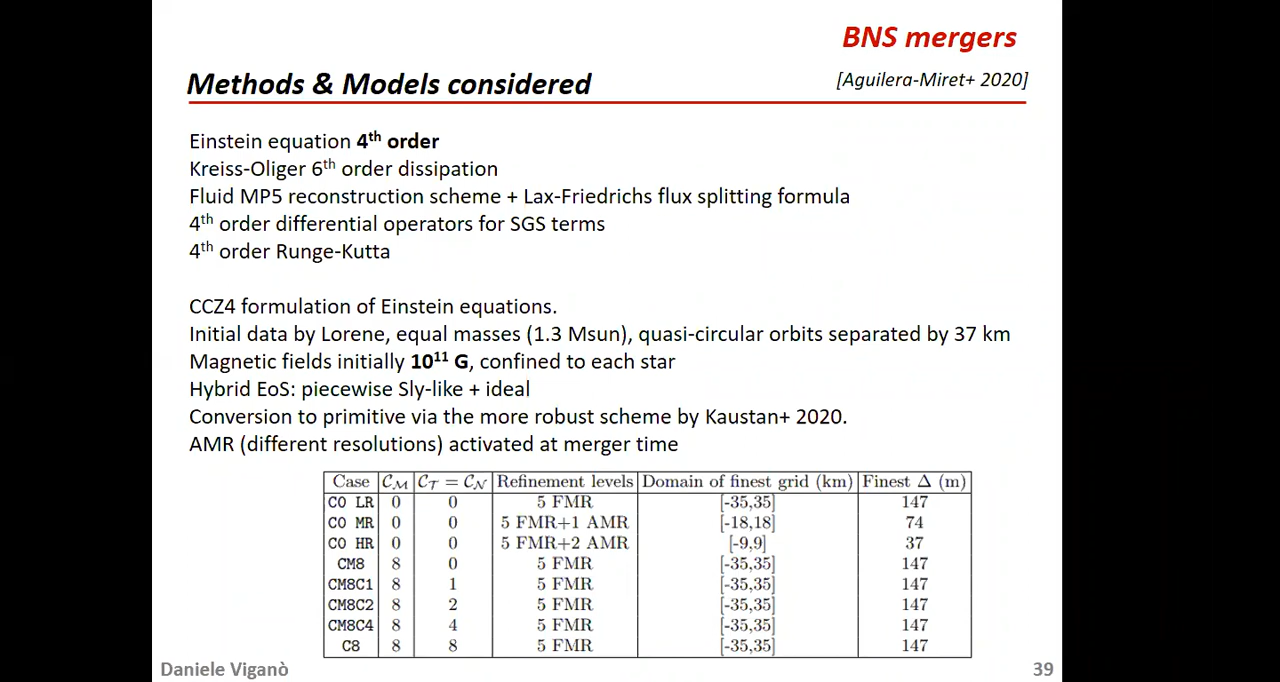 BNS mergers
Methods & Models considered
[Aguilera-Miret+ 2020]
Einstein equation 4th order
Kreiss-Oliger 6th order dissipation
Fluid MP5 reconstruction scheme + Lax-Friedrichs flux splitting formula
4th order differential operators for SGS terms
4th order Runge-Kutta
CCZ4 formulation of Einstein equations.
Initial data by Lorene, equal masses (1.3 Msun), quasi-circular orbits separated by 37 km
Magnetic fields initially 10¹¹ G, confined to each star
Hybrid EoS: piecewise Sly-like + ideal
Conversion to primitive via the more robust scheme by Kaustan+ 2020.
AMR (different resolutions) activated at merger time
Case C_M C_T = C_N Refinement levels Domain of finest grid (km) Finest Δ (m)
C0 LR 0 0 5 FMR [-35,35] 147
C0 MR 0 0 5 FMR+1 AMR [-18,18] 74
C0 HR 0 0 5 FMR+2 AMR [-9,9] 37
CM8 8 0 5 FMR [-35,35] 147
CM8C1 8 1 5 FMR [-35,35] 147
CM8C2 8 2 5 FMR [-35,35] 147
CM8C4 8 4 5 FMR [-35,35] 147
C8 8 8 5 FMR [-35,35] 147
Daniele Viganò
39